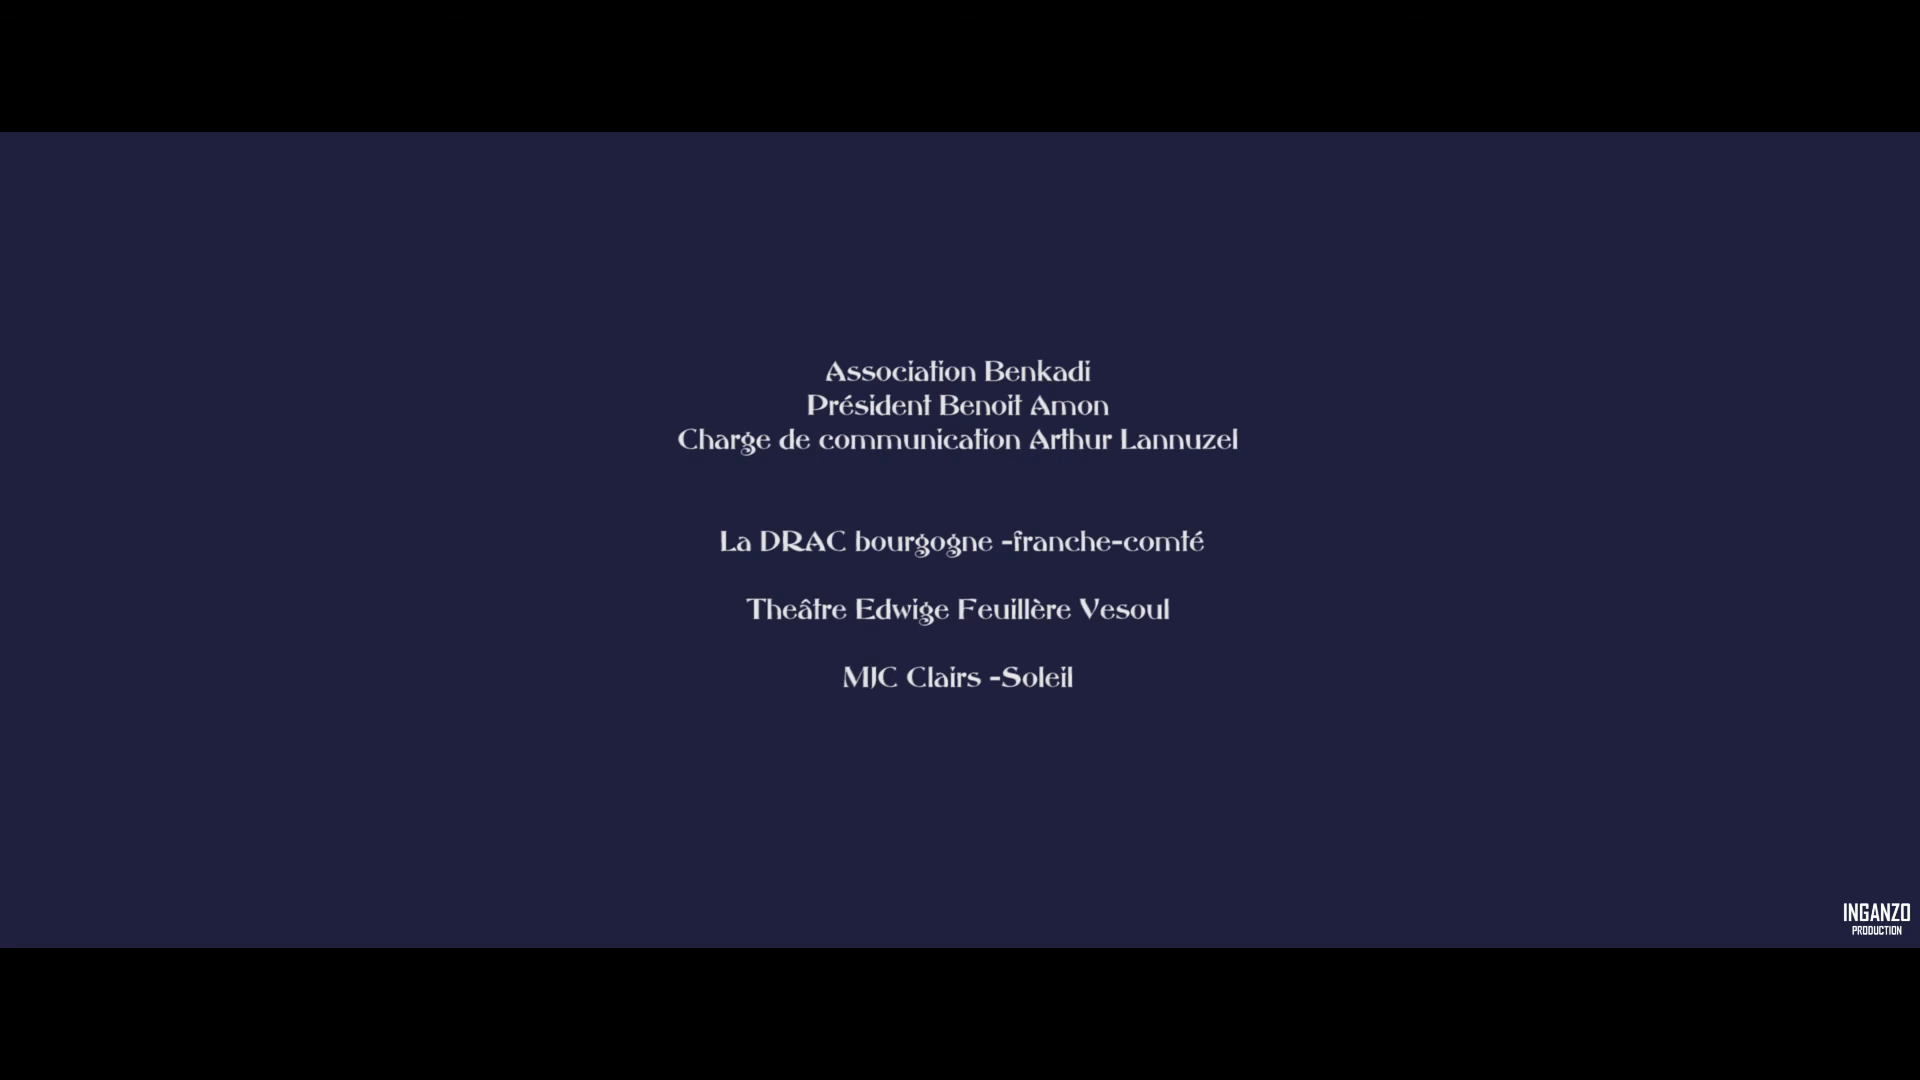 Association Benkadi
Président Benoit Amon
Charge de communication Arthur Lannuzel
La DRAC bourgogne -franche-comté
Theâtre Edwige Feuillère Vesoul
MJC Clairs -Soleil
INGANZO
PRODUCTION